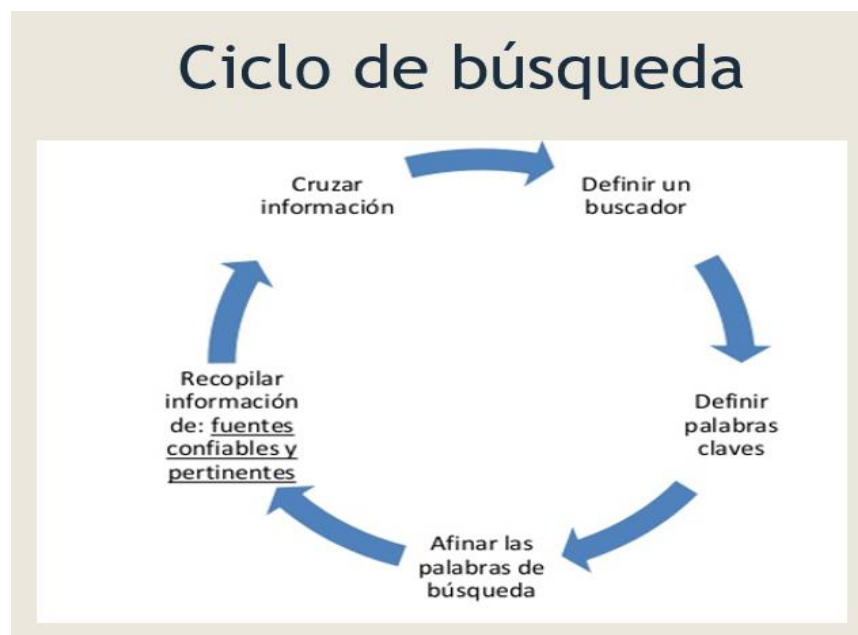 Ciclo de búsqueda
Cruzar
información
Definir un
buscador
Definir
palabras
claves
Afinar las
palabras de
búsqueda
Recopilar
información
de: fuentes
confiables y
pertinentes